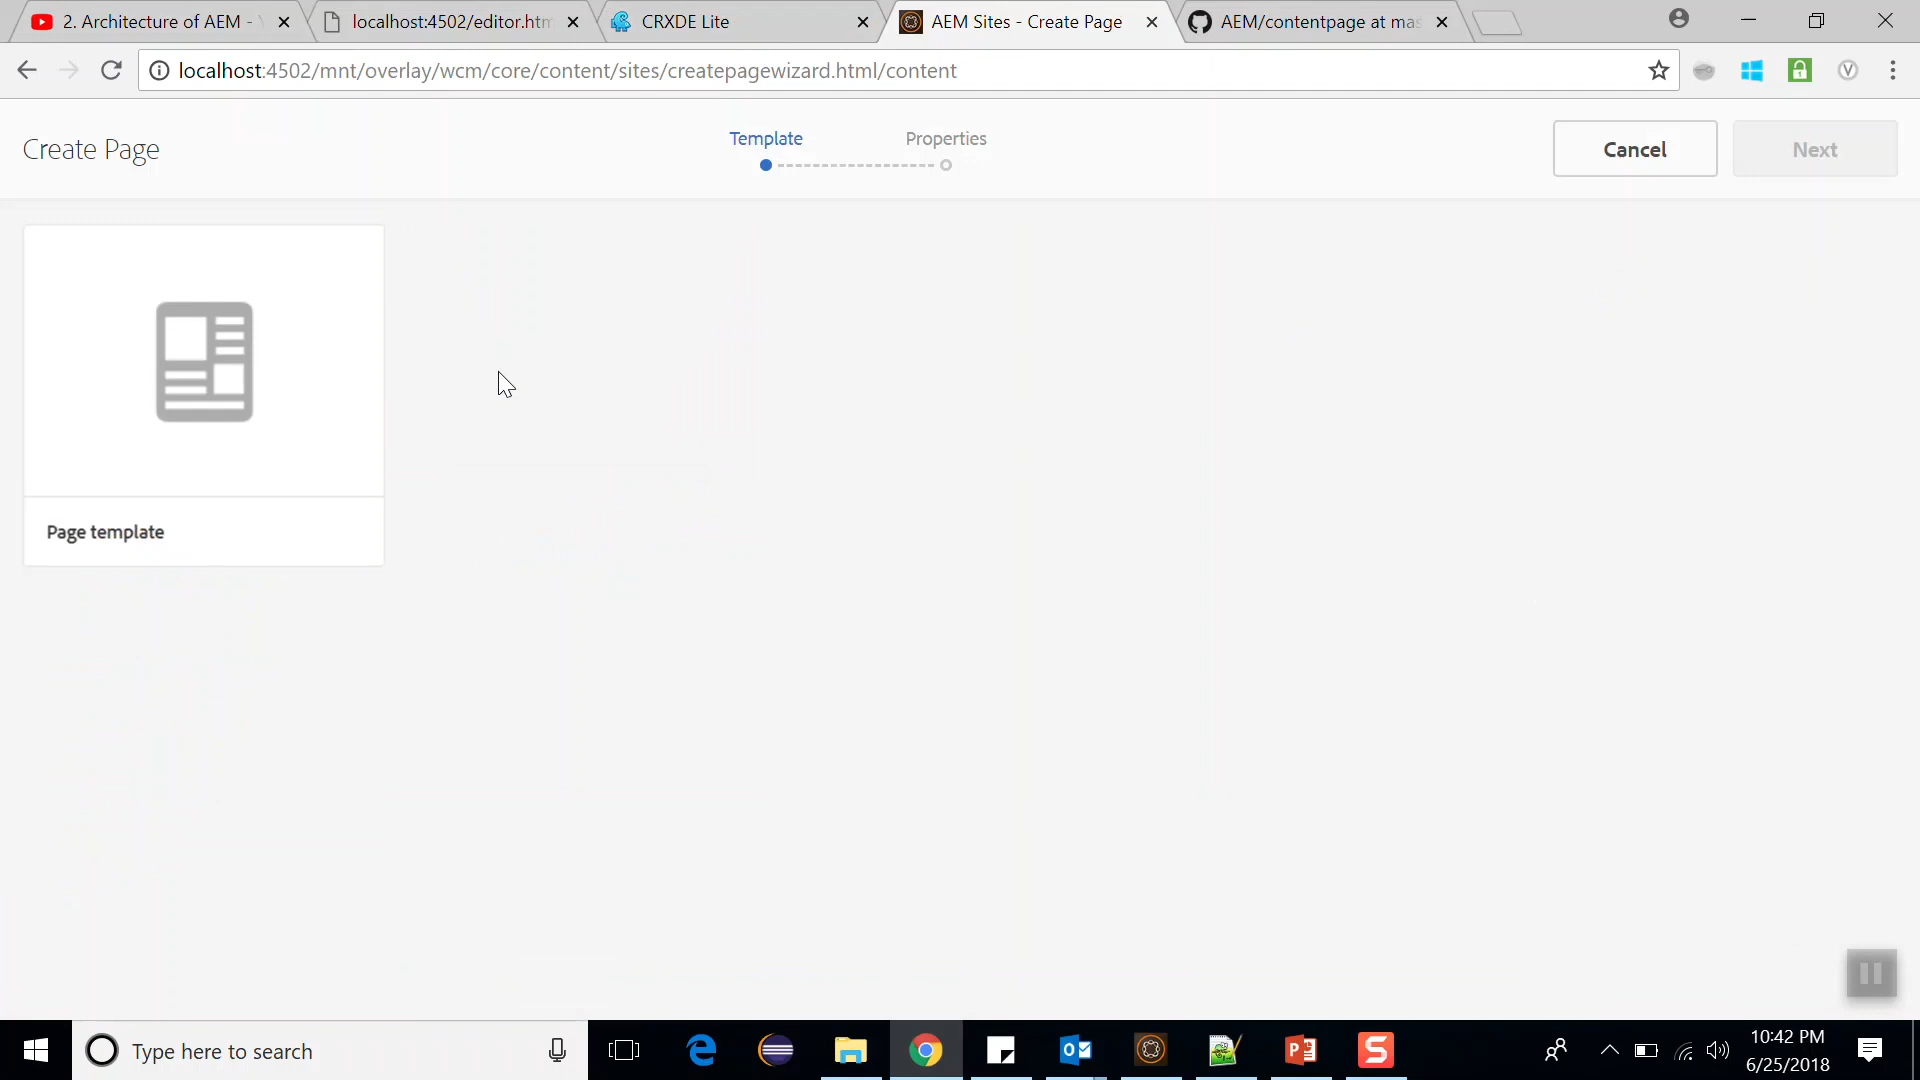 2. Architecture of AEM -
localhost:4502/editor.htm
CRXDE Lite
AEM Sites - Create Page
AEM/contentpage at mas
localhost:4502/mnt/overlay/wcm/core/content/sites/createpagewizard.html/content
Create Page
Template
Properties
Cancel
Next
Page template
Type here to search
10:42 PM
6/25/2018